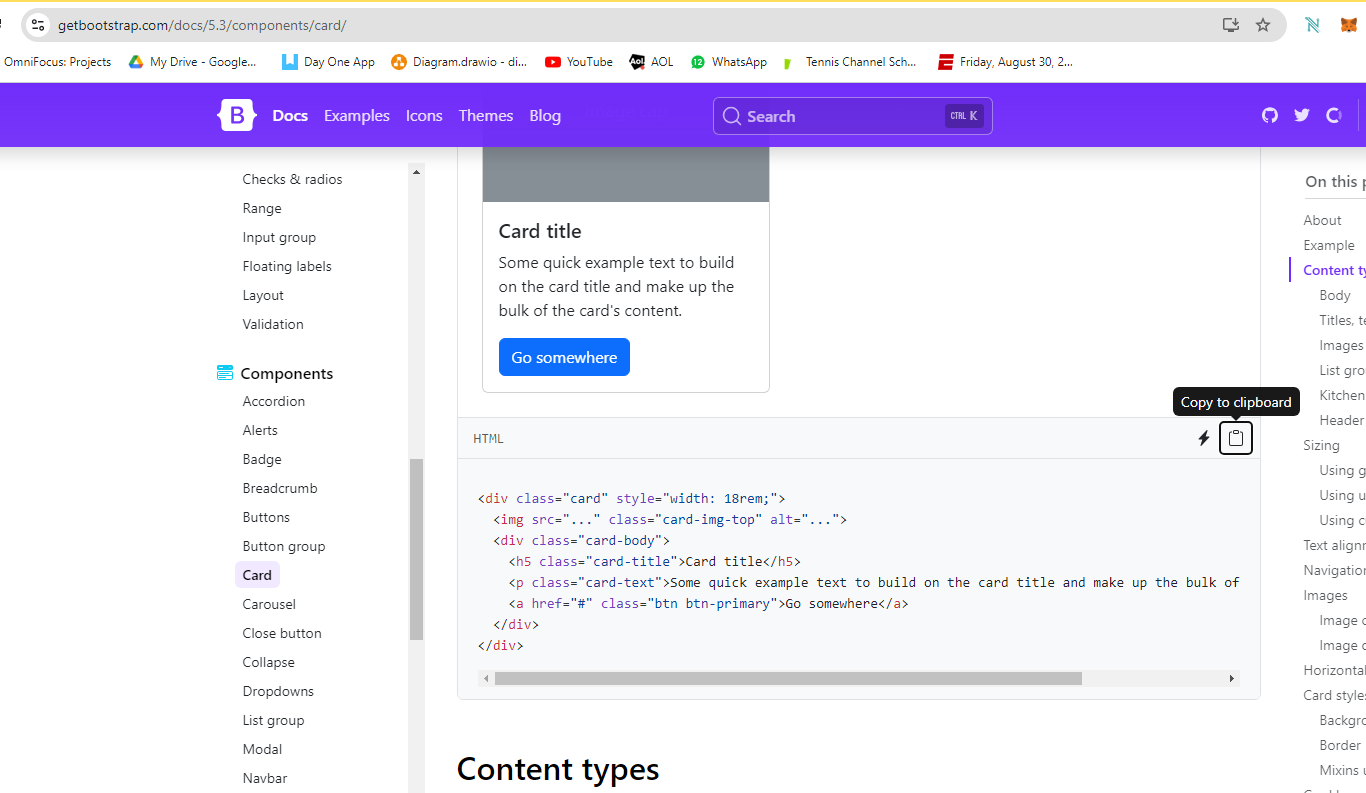 getbootstrap.com/docs/5.3/components/card/
OmniFocus: Projects My Drive - Google... Day One App Diagram.drawio - di... YouTube AOL WhatsApp Tennis Channel Sch... Friday, August 30, 2...
B Docs Examples Icons Themes Blog Search CTRL K
Checks & radios
Range
Input group
Floating labels
Layout
Validation
Components
Accordion
Alerts
Badge
Breadcrumb
Buttons
Button group
Card
Carousel
Close button
Collapse
Dropdowns
List group
Modal
Navbar
Card title
Some quick example text to build
on the card title and make up the
bulk of the card's content.
Go somewhere
Copy to clipboard
HTML
<div class="card" style="width: 18rem;">
<img src="..." class="card-img-top" alt="...">
<div class="card-body">
<h5 class="card-title">Card title</h5>
<p class="card-text">Some quick example text to build on the card title and make up the bulk of
<a href="#" class="btn btn-primary">Go somewhere</a>
</div>
</div>
Content types
On this p
About
Example
Content ty
Body
Titles, te
Images
List grou
Kitchen
Header
Sizing
Using g
Using u
Using cu
Text alignm
Navigation
Images
Image c
Image o
Horizontal
Card styles
Backgro
Border
Mixins u